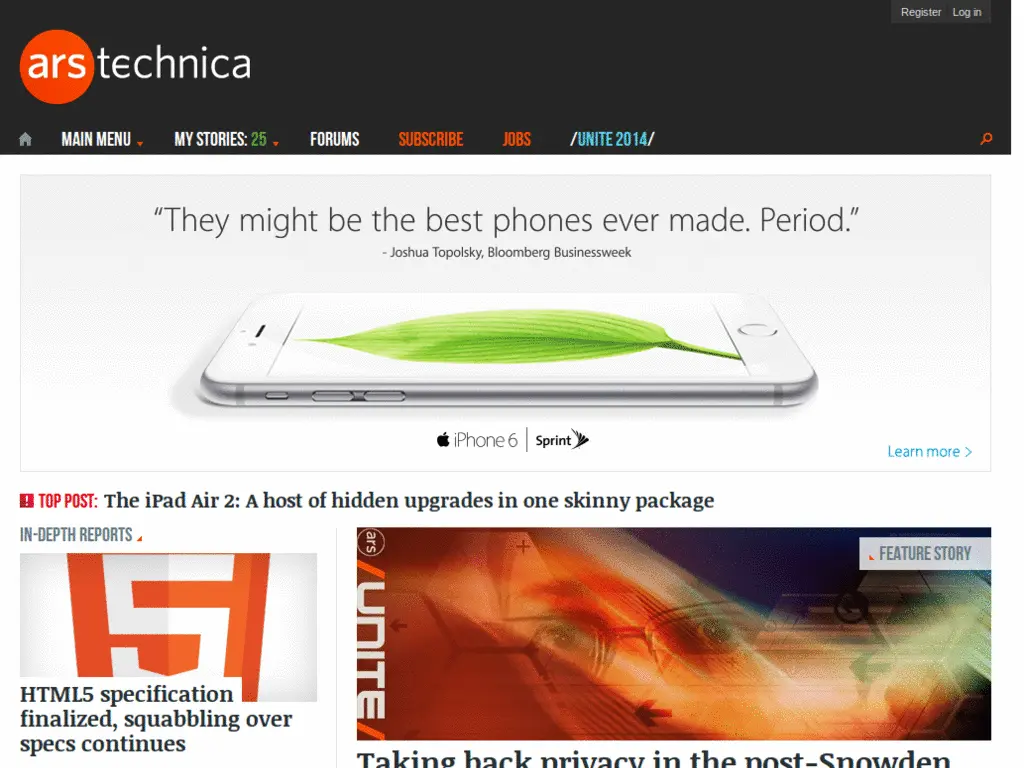 Register Log in
ars technica
MAIN MENU MY STORIES: 25 FORUMS SUBSCRIBE JOBS /UNITE 2014/
“They might be the best phones ever made. Period.”
- Joshua Topolsky, Bloomberg Businessweek
iPhone 6 | Sprint
Learn more >
TOP POST: The iPad Air 2: A host of hidden upgrades in one skinny package
IN-DEPTH REPORTS
HTML5 specification
finalized, squabbling over
specs continues
ars
/UNITE/
FEATURE STORY
Taking back privacy in the post-Snowden